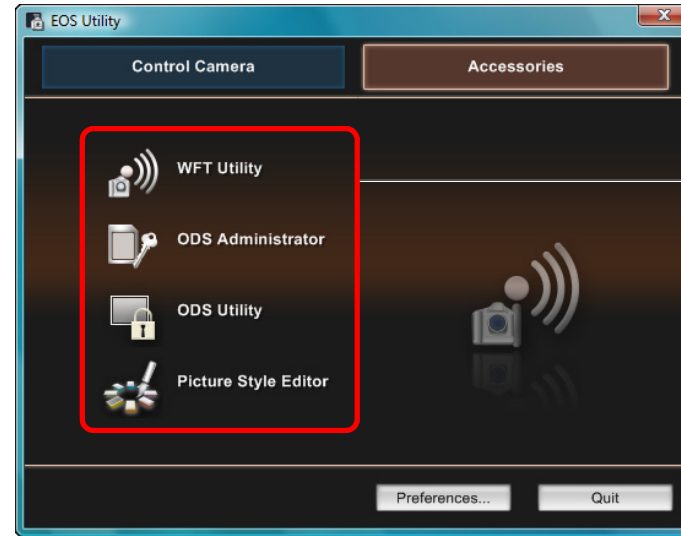 EOS Utility
Control Camera
Accessories
WFT Utility
ODS Administrator
ODS Utility
Picture Style Editor
Preferences...
Quit